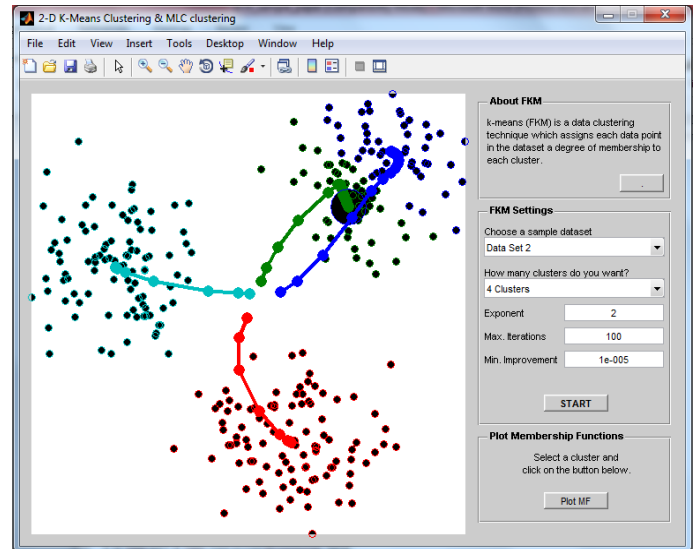 2-D K-Means Clustering & MLC clustering
File Edit View Insert Tools Desktop Window Help
About FKM
k-means (FKM) is a data clustering
technique which assigns each data point
in the dataset a degree of membership to
each cluster.
.
FKM Settings
Choose a sample dataset
Data Set 2
How many clusters do you want?
4 Clusters
Exponent 2
Max. Iterations 100
Min. Improvement 1e-005
START
Plot Membership Functions
Select a cluster and
click on the button below.
Plot MF